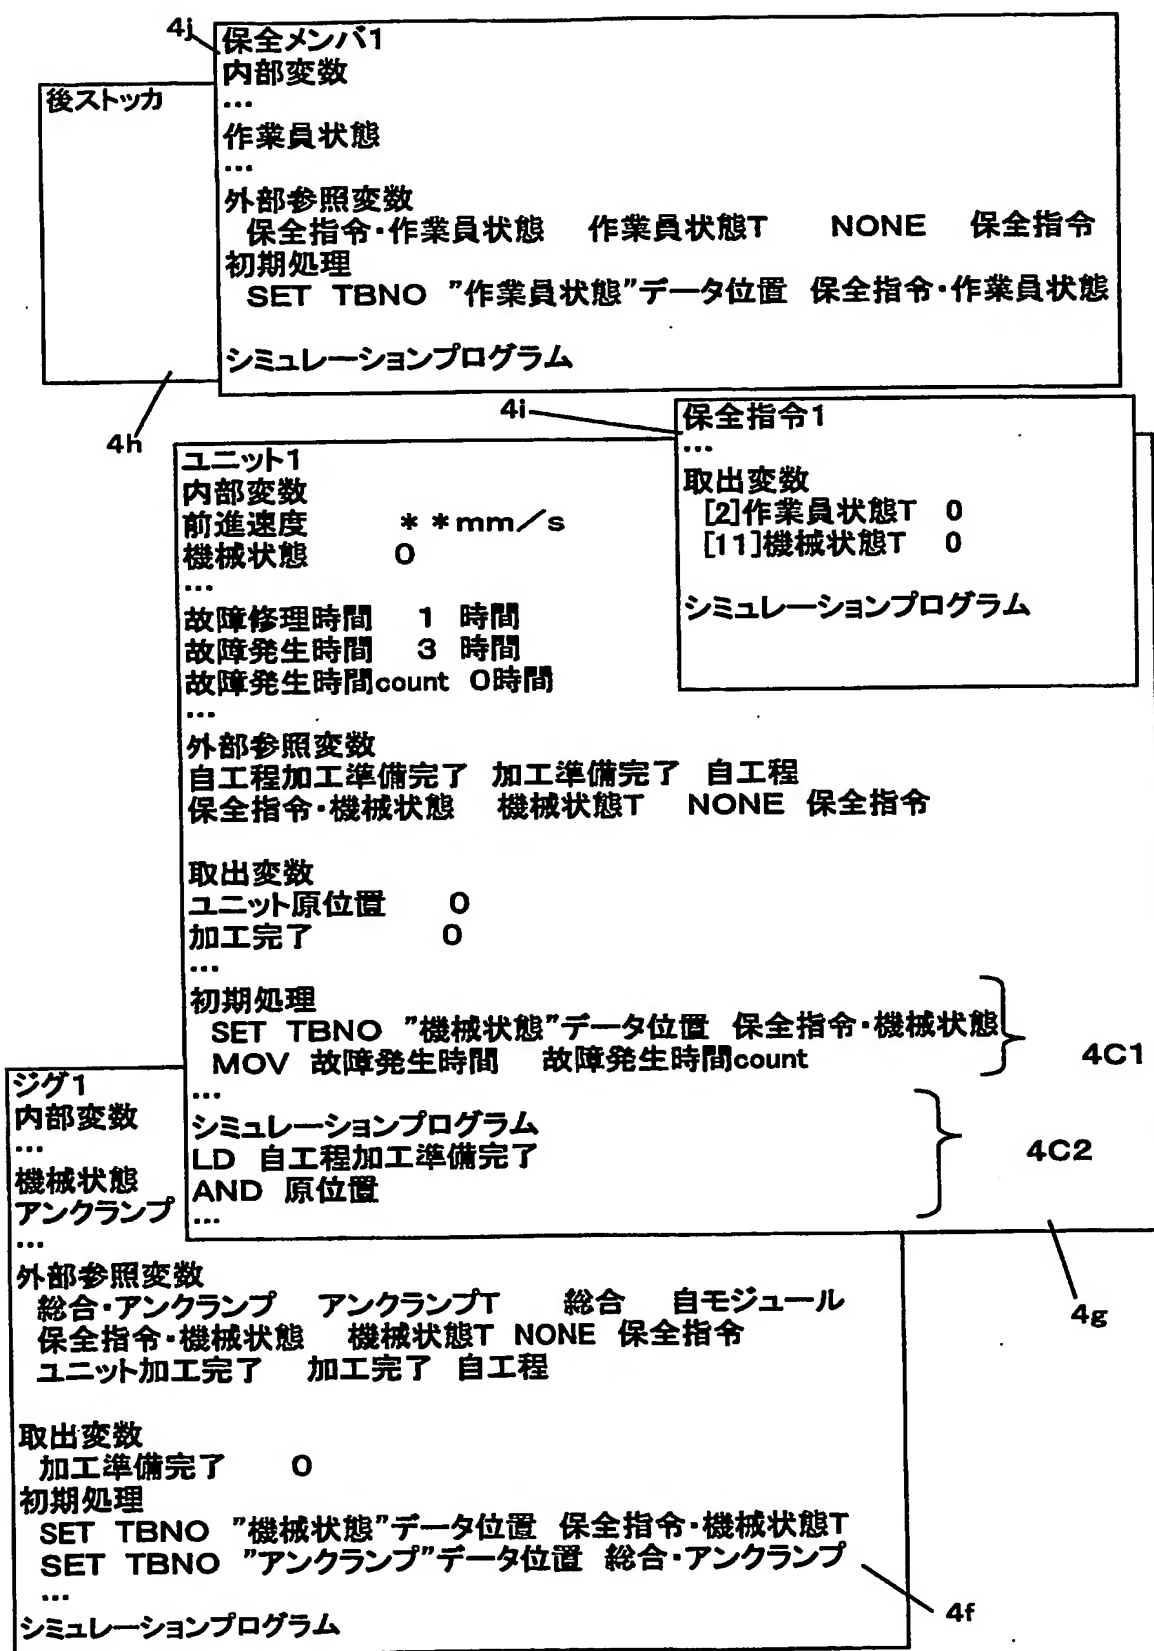 4j
保全メンバ1
内部変数
...
作業員状態
...
外部参照変数
保全指令・作業員状態 作業員状態T NONE 保全指令
初期処理
SET TBNO ”作業員状態”データ位置 保全指令・作業員状態
シミュレーションプログラム
後ストッカ
4h
4i
保全指令1
...
取出変数
[2]作業員状態T 0
[11]機械状態T 0
シミュレーションプログラム
ユニット1
内部変数
前進速度 **mm/s
機械状態 0
...
故障修理時間 1 時間
故障発生時間 3 時間
故障発生時間count 0時間
...
外部参照変数
自工程加工準備完了 加工準備完了 自工程
保全指令・機械状態 機械状態T NONE 保全指令
取出変数
ユニット原位置 0
加工完了 0
...
初期処理
SET TBNO ”機械状態”データ位置 保全指令・機械状態
MOV 故障発生時間 故障発生時間count
4C1
...
シミュレーションプログラム
LD 自工程加工準備完了
AND 原位置
...
4C2
4g
ジグ1
内部変数
...
機械状態
アンクランプ
...
外部参照変数
総合・アンクランプ アンクランプT 総合 自モジュール
保全指令・機械状態 機械状態T NONE 保全指令
ユニット加工完了 加工完了 自工程
取出変数
加工準備完了 0
初期処理
SET TBNO ”機械状態”データ位置 保全指令・機械状態T
SET TBNO ”アンクランプ”データ位置 総合・アンクランプ
...
シミュレーションプログラム
4f